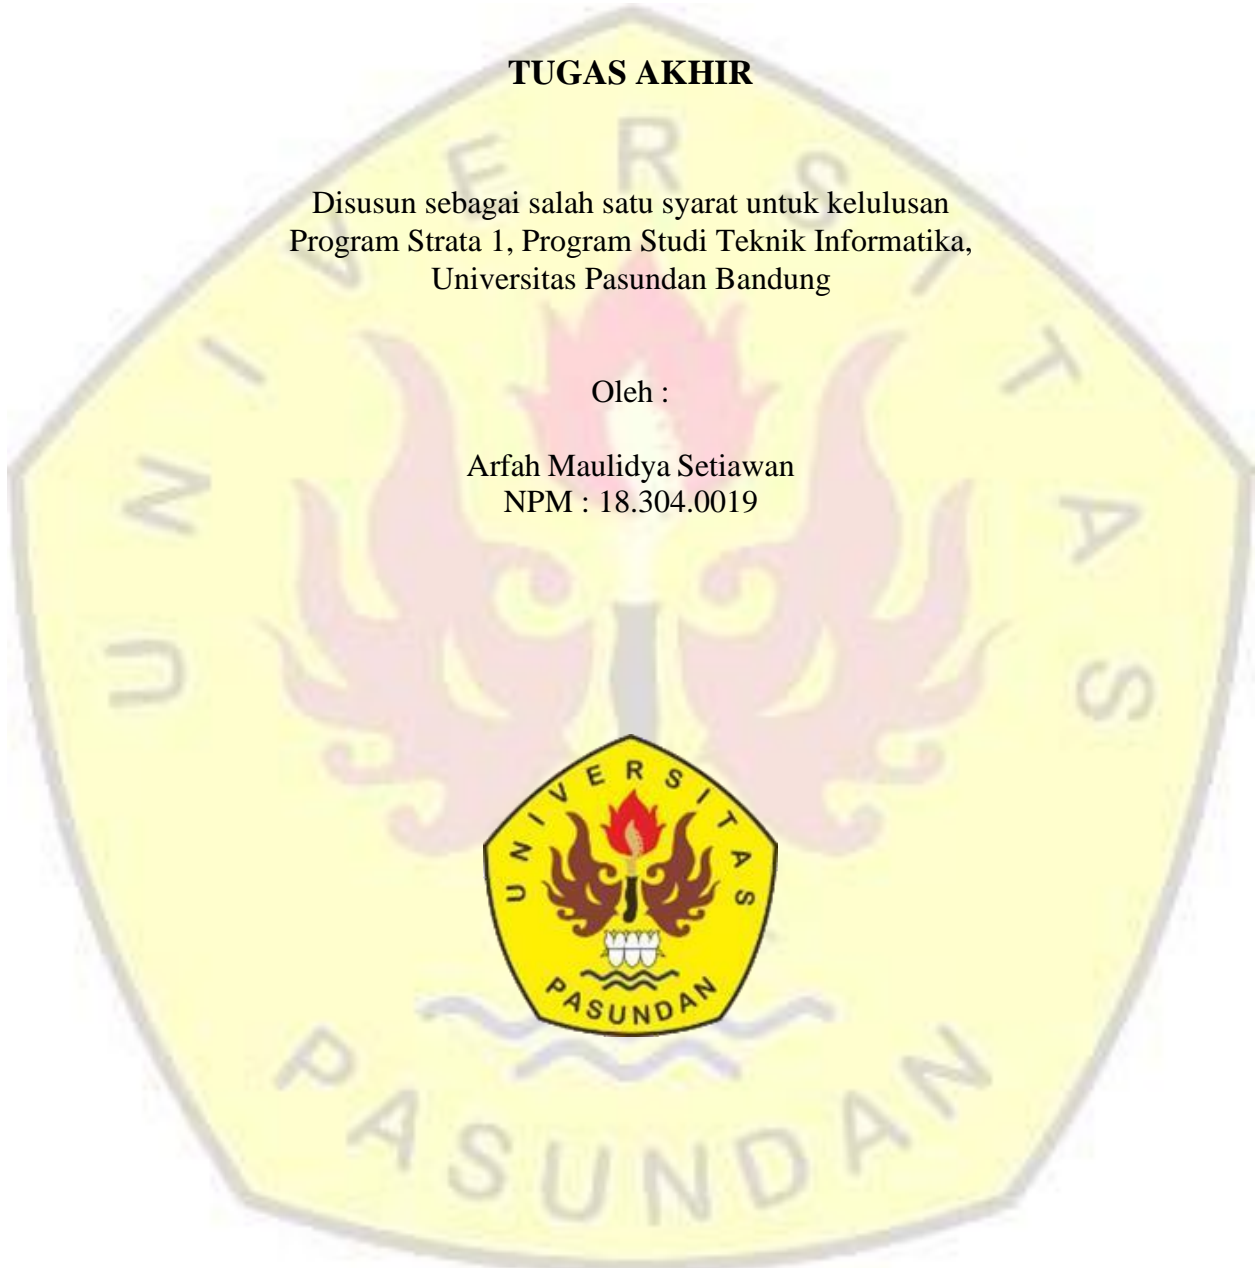 TUGAS AKHIR
Disusun sebagai salah satu syarat untuk kelulusan
Program Strata 1, Program Studi Teknik Informatika,
Universitas Pasundan Bandung
Oleh :
Arfah Maulidya Setiawan
NPM : 18.304.0019
UNIVERSITAS
PASUNDAN
UNIVERSITAS
PASUNDAN